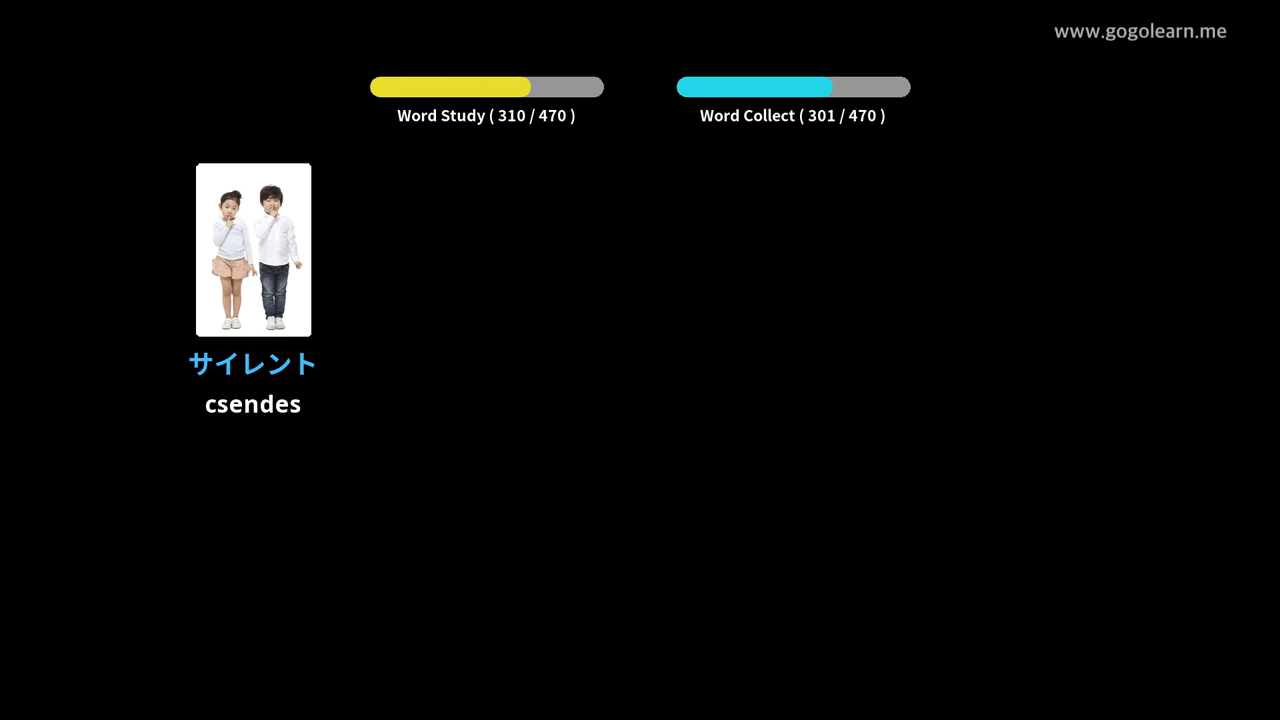 www.gogolearn.me
Word Study ( 310 / 470 )
Word Collect ( 301 / 470 )
サイレント
csendes